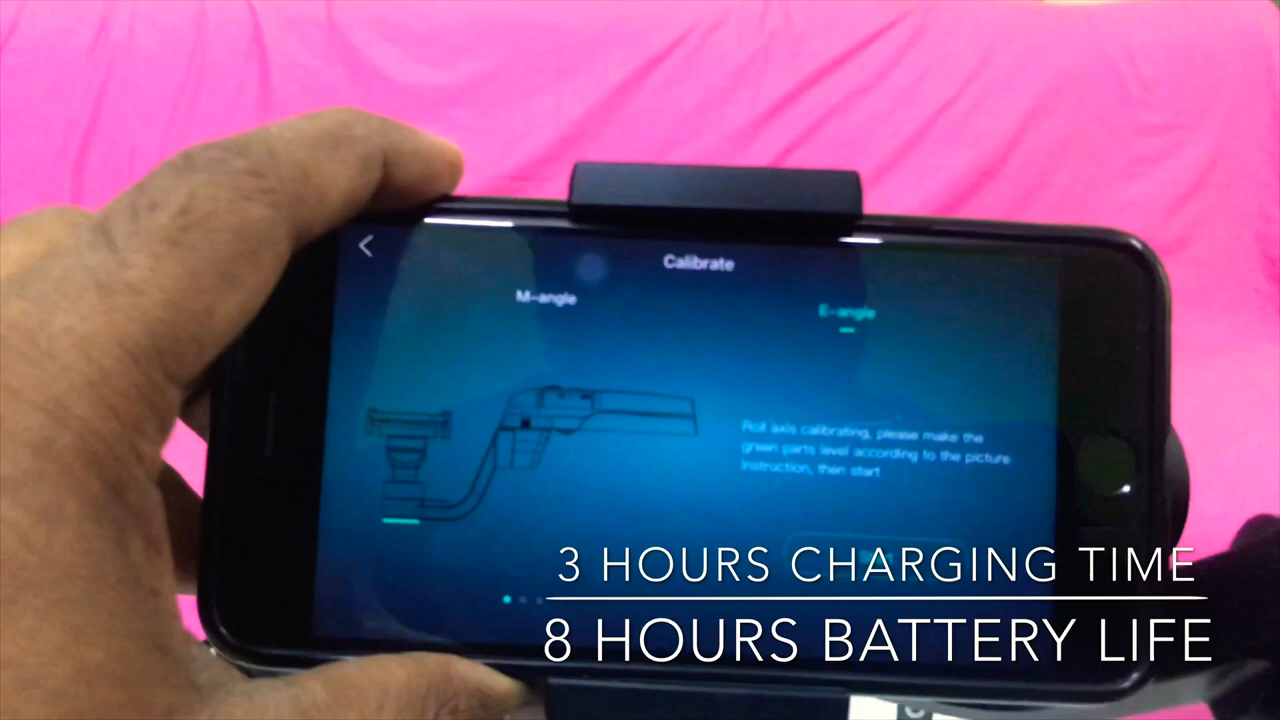 Calibrate
M-angle
E-angle
Roll axis calibrating, please make the
green parts level according to the picture
instruction, then start
3 HOURS CHARGING TIME
8 HOURS BATTERY LIFE